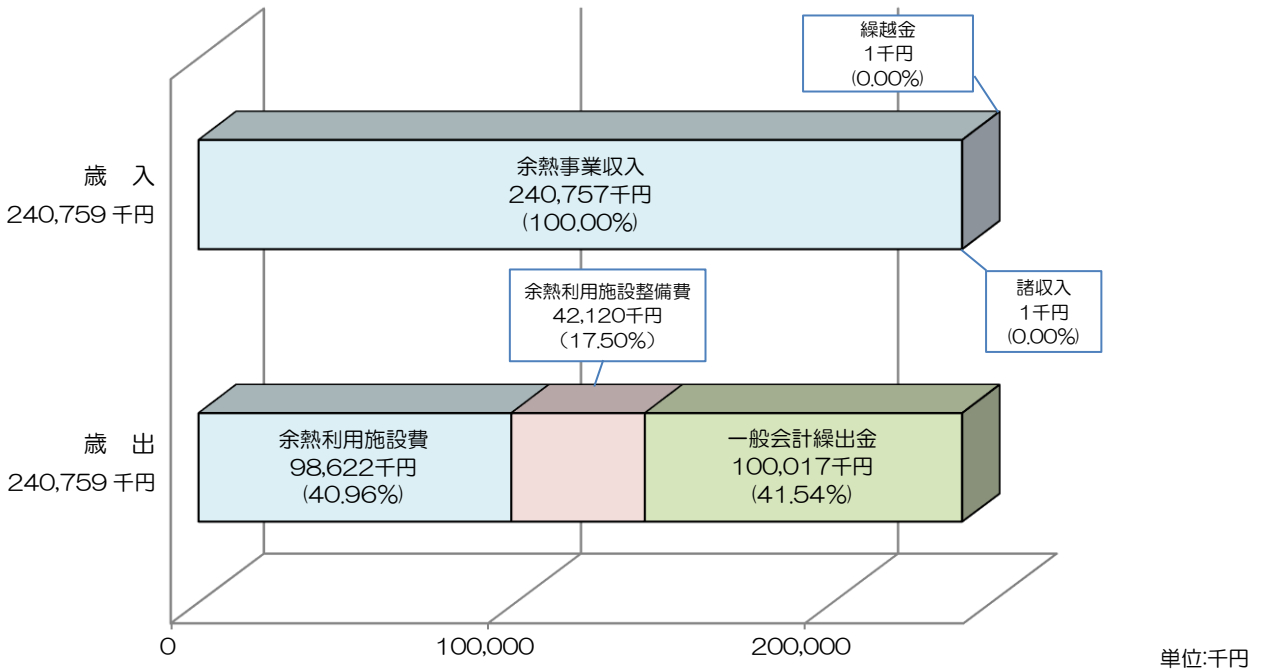 繰越金
1千円
(0.00%)
歳　入
240,759 千円
余熱事業収入
240,757千円
(100.00%)
諸収入
1千円
(0.00%)
余熱利用施設整備費
42,120千円
（17.50%）
歳　出
240,759 千円
余熱利用施設費
98,622千円
(40.96%)
一般会計繰出金
100,017千円
(41.54%)
0
100,000
200,000
単位:千円